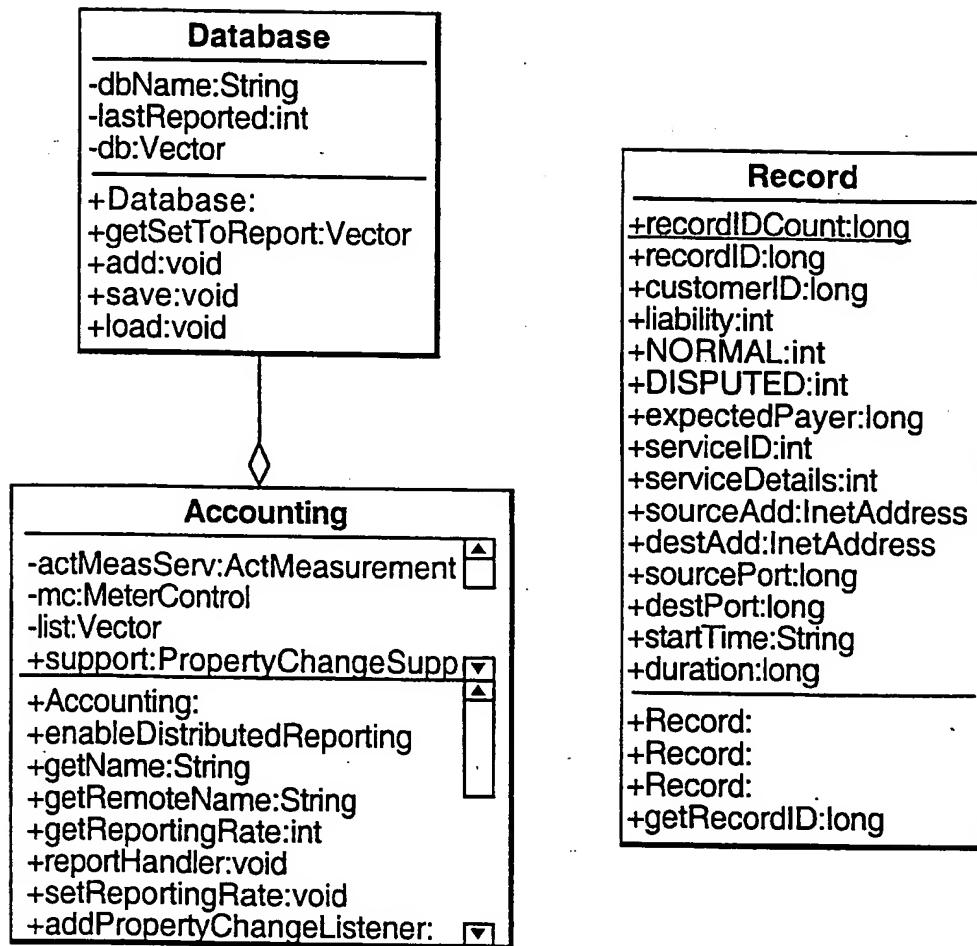 Database
-dbName:String
-lastReported:int
-db:Vector
+Database:
+getSetToReport:Vector
+add:void
+save:void
+load:void
Accounting
-actMeasServ:ActMeasurement
-mc:MeterControl
-list:Vector
+support:PropertyChangeSupp
+Accounting:
+enableDistributedReporting
+getName:String
+getRemoteName:String
+getReportingRate:int
+reportHandler:void
+setReportingRate:void
+addPropertyChangeListener:
Record
+recordIDCount:long
+recordID:long
+customerID:long
+liability:int
+NORMAL:int
+DISPUTED:int
+expectedPayer:long
+serviceID:int
+serviceDetails:int
+sourceAdd:InetAddress
+destAdd:InetAddress
+sourcePort:long
+destPort:long
+startTime:String
+duration:long
+Record:
+Record:
+Record:
+getRecordID:long